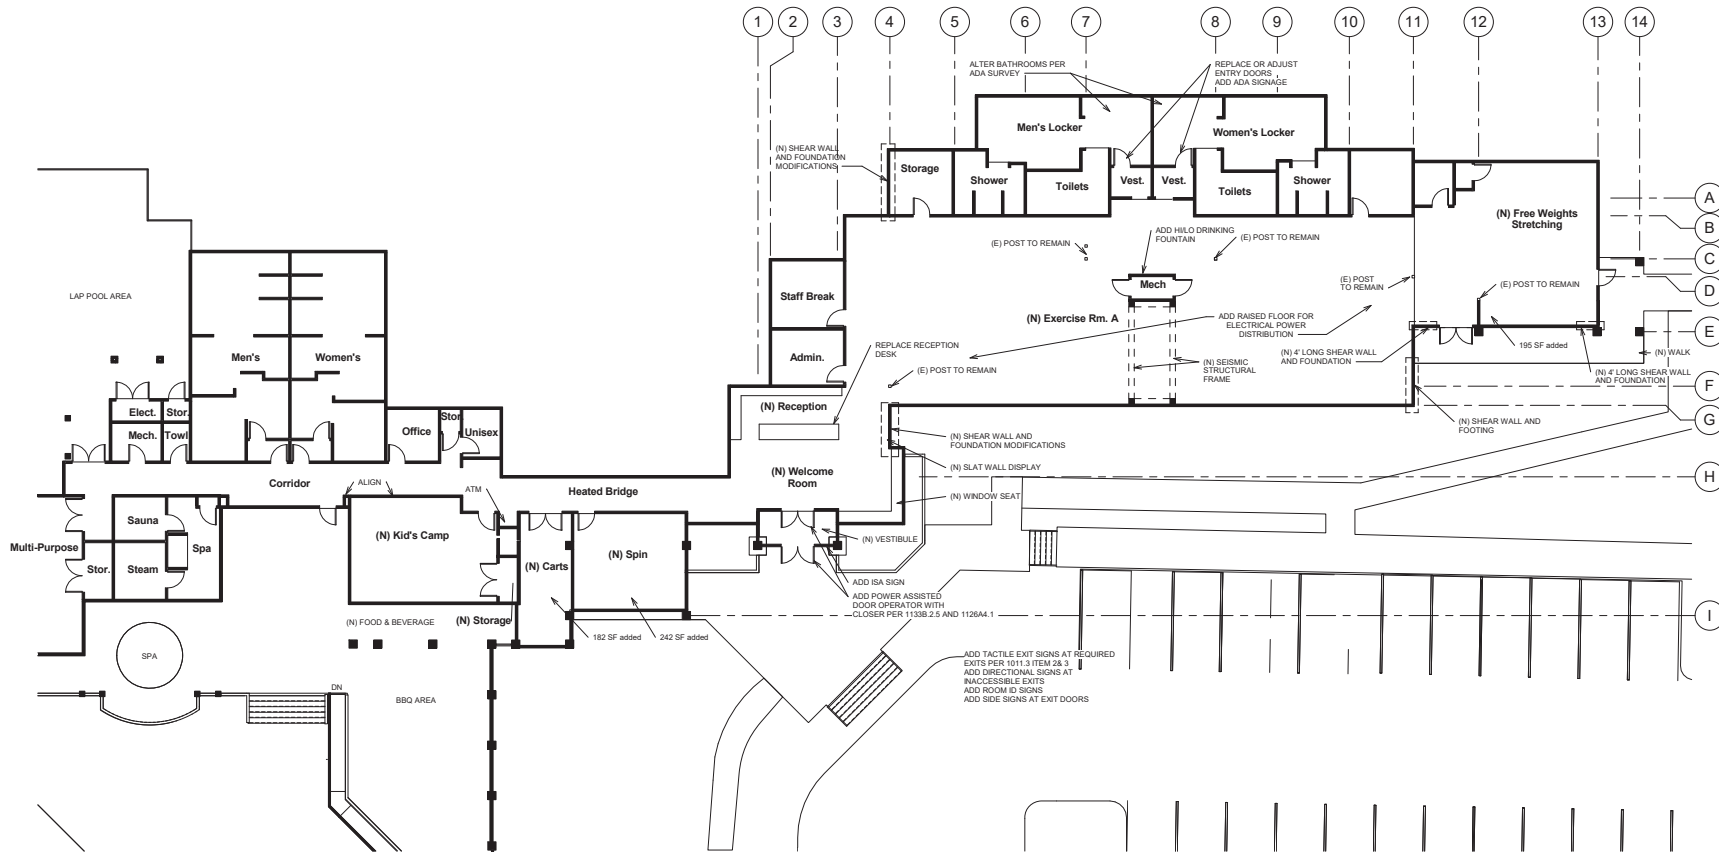 1 2 3 4 5 6 7 8 9 10 11 12 13 14
ALTER BATHROOMS PER
ADA SURVEY
REPLACE OR ADJUST
ENTRY DOORS
ADD ADA SIGNAGE
Men's Locker
Women's Locker
(N) SHEAR WALL
AND FOUNDATION
MODIFICATIONS
Storage
Shower
Toilets
Vest.
Vest.
Toilets
Shower
(N) Free Weights
Stretching
A
B
C
D
E
F
G
H
I
ADD HI/LO DRINKING
FOUNTAIN
(E) POST TO REMAIN
(E) POST TO REMAIN
(E) POST
TO REMAIN
(E) POST TO REMAIN
Mech
LAP POOL AREA
Staff Break
(N) Exercise Rm. A
ADD RAISED FLOOR FOR
ELECTRICAL POWER
DISTRIBUTION
195 SF added
(N) WALK
Men's
Women's
Admin.
REPLACE RECEPTION
DESK
(E) POST TO REMAIN
(N) SEISMIC
STRUCTURAL
FRAME
(N) 4' LONG SHEAR WALL
AND FOUNDATION
(N) 4' LONG SHEAR WALL
AND FOUNDATION
Elect.
Stor.
Mech.
Towl
Office
Stor
Unisex
(N) Reception
(N) SHEAR WALL AND
FOUNDATION MODIFICATIONS
(N) SHEAR WALL AND
FOOTING
(N) SLAT WALL DISPLAY
(N) Welcome
Room
(N) WINDOW SEAT
Corridor
ALIGN
ATM
Heated Bridge
Sauna
Multi-Purpose
Spa
Stor.
Steam
(N) Kid's Camp
(N) Carts
(N) Spin
(N) VESTIBULE
ADD ISA SIGN
ADD POWER ASSISTED
DOOR OPERATOR WITH
CLOSER PER 1133B.2.5 AND 1126A4.1
(N) FOOD & BEVERAGE
(N) Storage
182 SF added
242 SF added
SPA
DN
BBQ AREA
ADD TACTILE EXIT SIGNS AT REQUIRED
EXITS PER 1011.3 ITEM 2& 3
ADD DIRECTIONAL SIGNS AT
INACCESSIBLE EXITS
ADD ROOM ID SIGNS
ADD SIDE SIGNS AT EXIT DOORS